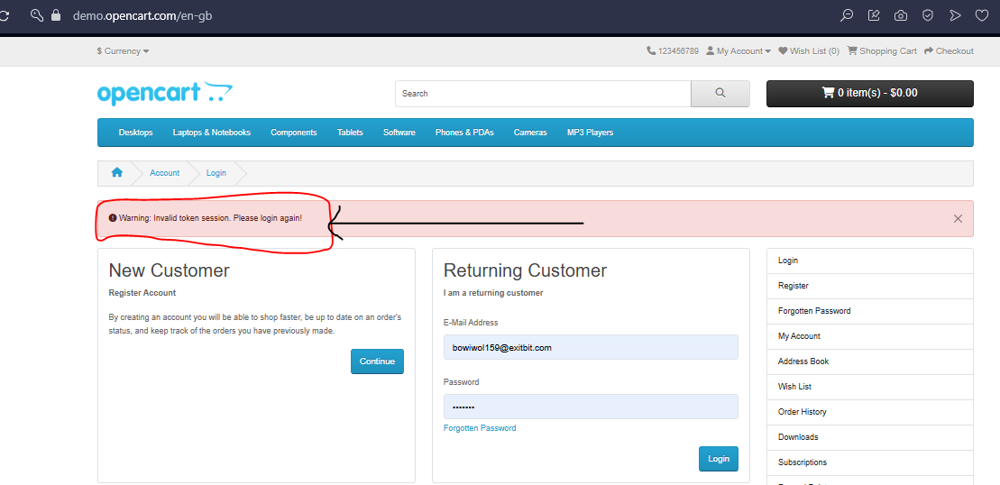 demo.opencart.com/en-gb
$ Currency
123456789 My Account Wish List (0) Shopping Cart Checkout
opencart
Search
0 item(s) - $0.00
Desktops Laptops & Notebooks Components Tablets Software Phones & PDAs Cameras MP3 Players
Account Login
Warning: Invalid token session. Please login again!
New Customer
Register Account
By creating an account you will be able to shop faster, be up to date on an order's
status, and keep track of the orders you have previously made.
Continue
Returning Customer
I am a returning customer
E-Mail Address
bowiwol159@exitbit.com
Password
•••••••
Forgotten Password
Login
Login
Register
Forgotten Password
My Account
Address Book
Wish List
Order History
Downloads
Subscriptions